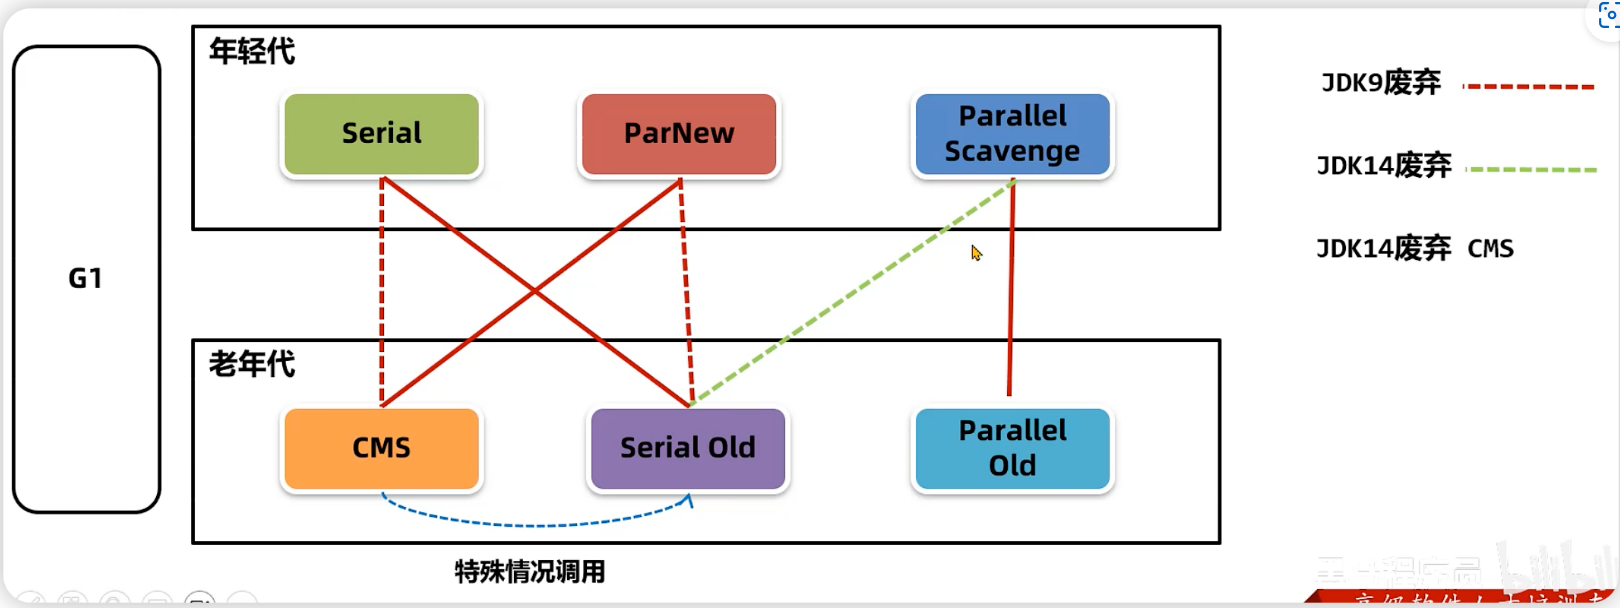 年轻代
Serial
ParNew
Parallel
Scavenge
G1
老年代
CMS
Serial Old
Parallel
Old
特殊情况调用
JDK9废弃
JDK14废弃
JDK14废弃 CMS
bilibili